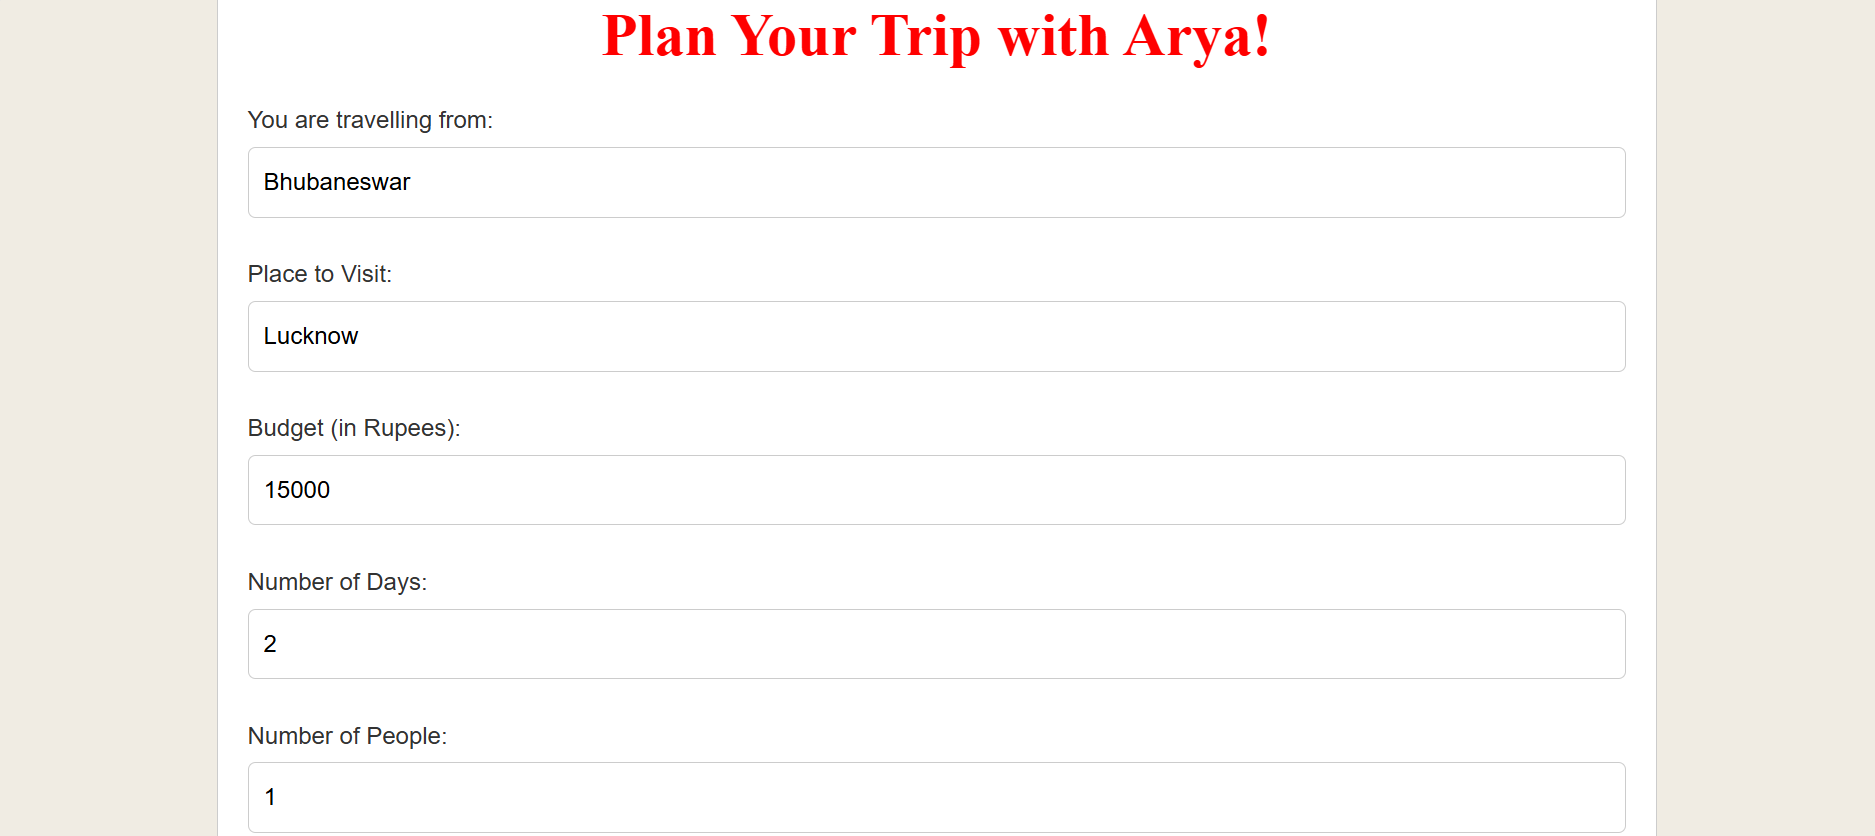 Plan Your Trip with Arya!
You are travelling from:
Bhubaneswar
Place to Visit:
Lucknow
Budget (in Rupees):
15000
Number of Days:
2
Number of People:
1